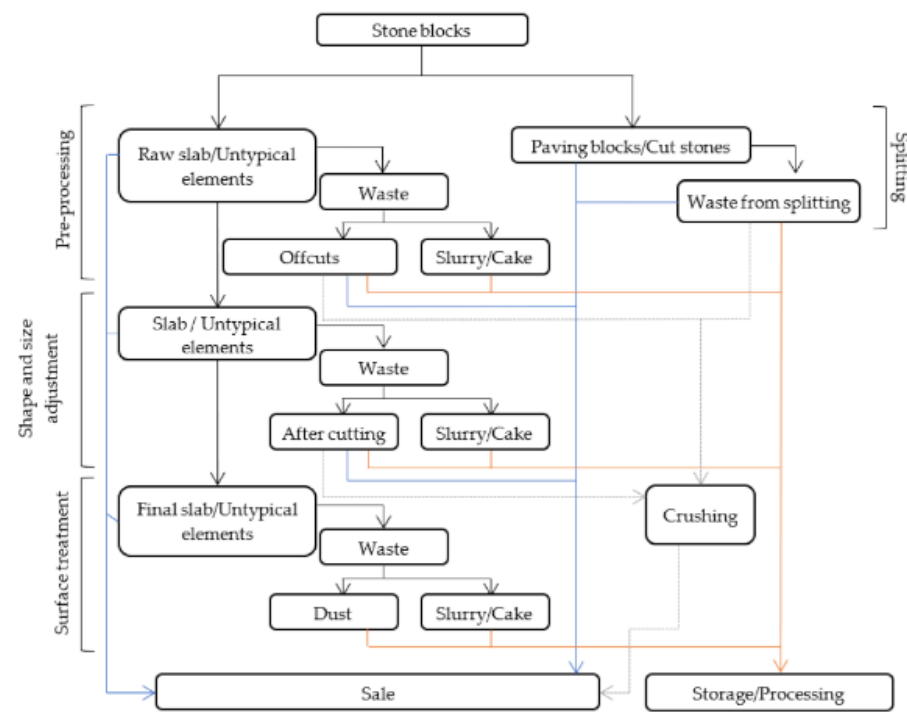 Stone blocks
Pre-processing
Raw slab/Untypical
elements
Paving blocks/Cut stones
Splitting
Waste
Waste from splitting
Offcuts
Slurry/Cake
Shape and size
adjustment
Slab / Untypical
elements
Waste
After cutting
Slurry/Cake
Surface treatment
Final slab/Untypical
elements
Crushing
Waste
Dust
Slurry/Cake
Sale
Storage/Processing